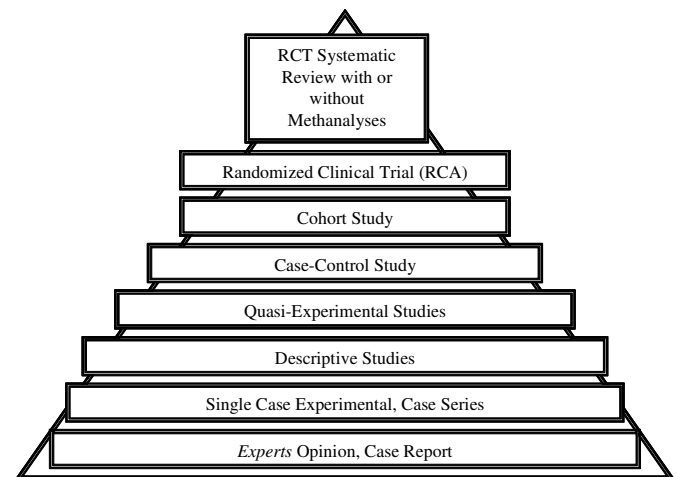 RCT Systematic
Review with or
without
Methanalyses
Randomized Clinical Trial (RCA)
Cohort Study
Case-Control Study
Quasi-Experimental Studies
Descriptive Studies
Single Case Experimental, Case Series
Experts Opinion, Case Report